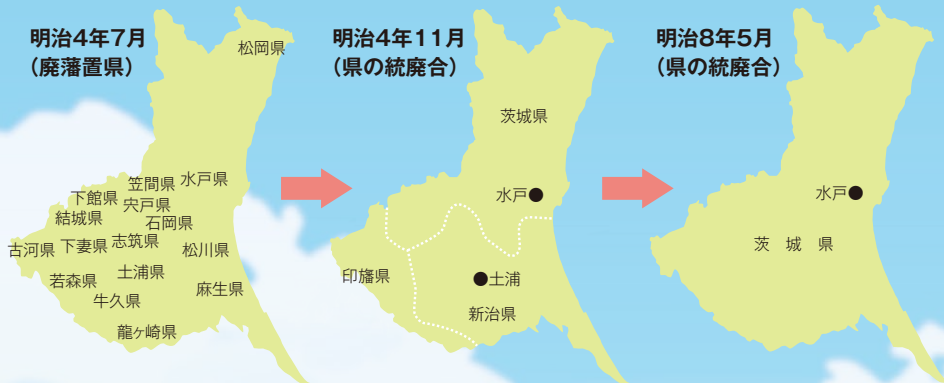 明治4年7月
（廃藩置県）
松岡県
笠間県
水戸県
下館県
宍戸県
結城県
石岡県
古河県
下妻県
志筑県
松川県
若森県
土浦県
麻生県
牛久県
龍ヶ崎県
明治4年11月
（県の統廃合）
茨城県
水戸
印旛県
土浦
新治県
明治8年5月
（県の統廃合）
水戸
茨 城 県